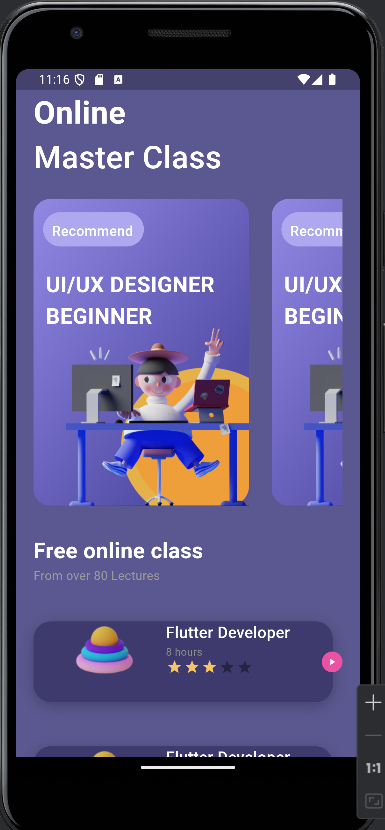 11:16
Online
Master Class
Recommend
Recomm
UI/UX DESIGNER
BEGINNER
UI/UX
BEGIN
Free online class
From over 80 Lectures
Flutter Developer
8 hours
Flutter Developer
1:1